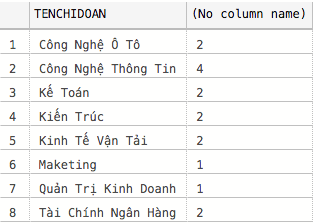 TENCHIDOAN (No column name)
1 Công Nghệ Ô Tô 2
2 Công Nghệ Thông Tin 4
3 Kế Toán 2
4 Kiến Trúc 2
5 Kinh Tế Vận Tải 2
6 Maketing 1
7 Quản Trị Kinh Doanh 1
8 Tài Chính Ngân Hàng 2